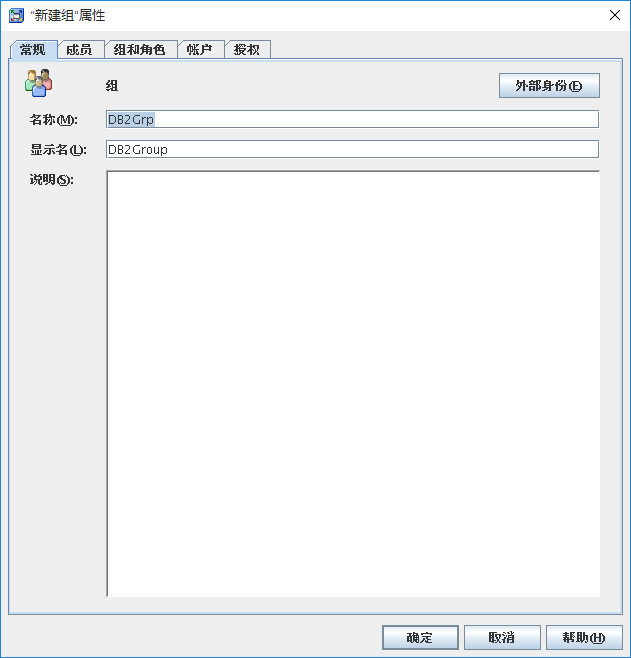 “新建组”属性
常规 成员 组和角色 帐户 授权
组 外部身份(E)
名称(M): DB2Grp
显示名(L): DB2Group
说明(S):
确定 取消 帮助(H)